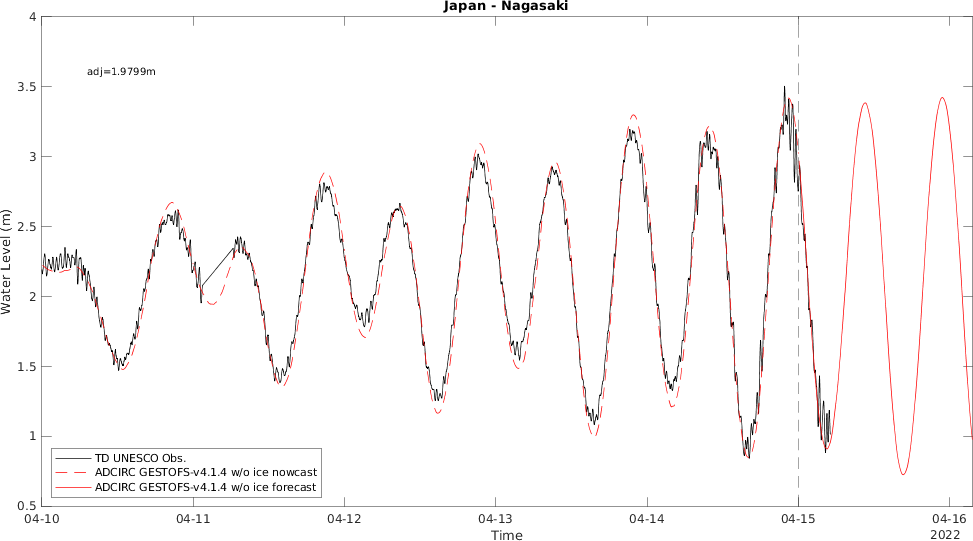 Japan - Nagasaki
4
adj=1.9799m
3.5
3
2.5
2
1.5
1
0.5
Water Level (m)
TD UNESCO Obs.
ADCIRC GESTOFS-v4.1.4 w/o ice nowcast
ADCIRC GESTOFS-v4.1.4 w/o ice forecast
04-10 04-11 04-12 04-13 04-14 04-15 04-16
Time
2022